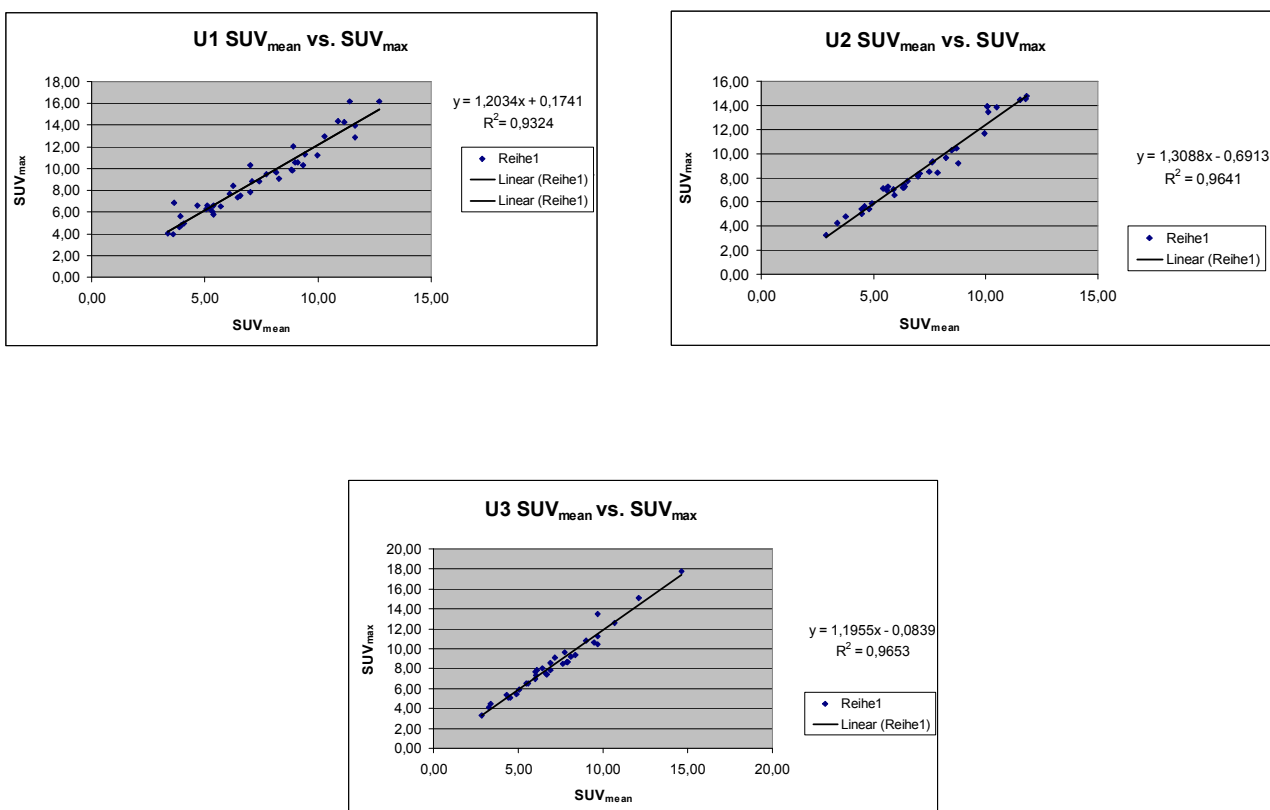 U1 SUVmean vs. SUVmax
18,00
16,00
14,00
12,00
10,00
8,00
6,00
4,00
2,00
0,00
0,00 5,00 10,00 15,00
SUVmean
SUVmax
y = 1,2034x + 0,1741
R2 = 0,9324
Reihe1
Linear (Reihe1)
Linear (Reihe1)
U2 SUVmean vs. SUVmax
16,00
14,00
12,00
10,00
8,00
6,00
4,00
2,00
0,00
0,00 5,00 10,00 15,00
SUVmean
SUVmax
y = 1,3088x - 0,6913
R2 = 0,9641
Reihe1
Linear (Reihe1)
U3 SUVmean vs. SUVmax
20,00
18,00
16,00
14,00
12,00
10,00
8,00
6,00
4,00
2,00
0,00
0,00 5,00 10,00 15,00 20,00
SUVmean
SUVmax
y = 1,1955x - 0,0839
R2 = 0,9653
Reihe1
Linear (Reihe1)